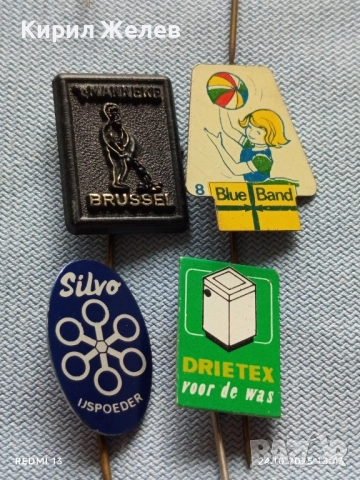 Кирил Желев
'T MANNEKE
BRUSSEL
8
Blue Band
Silvo
IJSPOEDER
DRIETEX
voor de was
REDMI 13